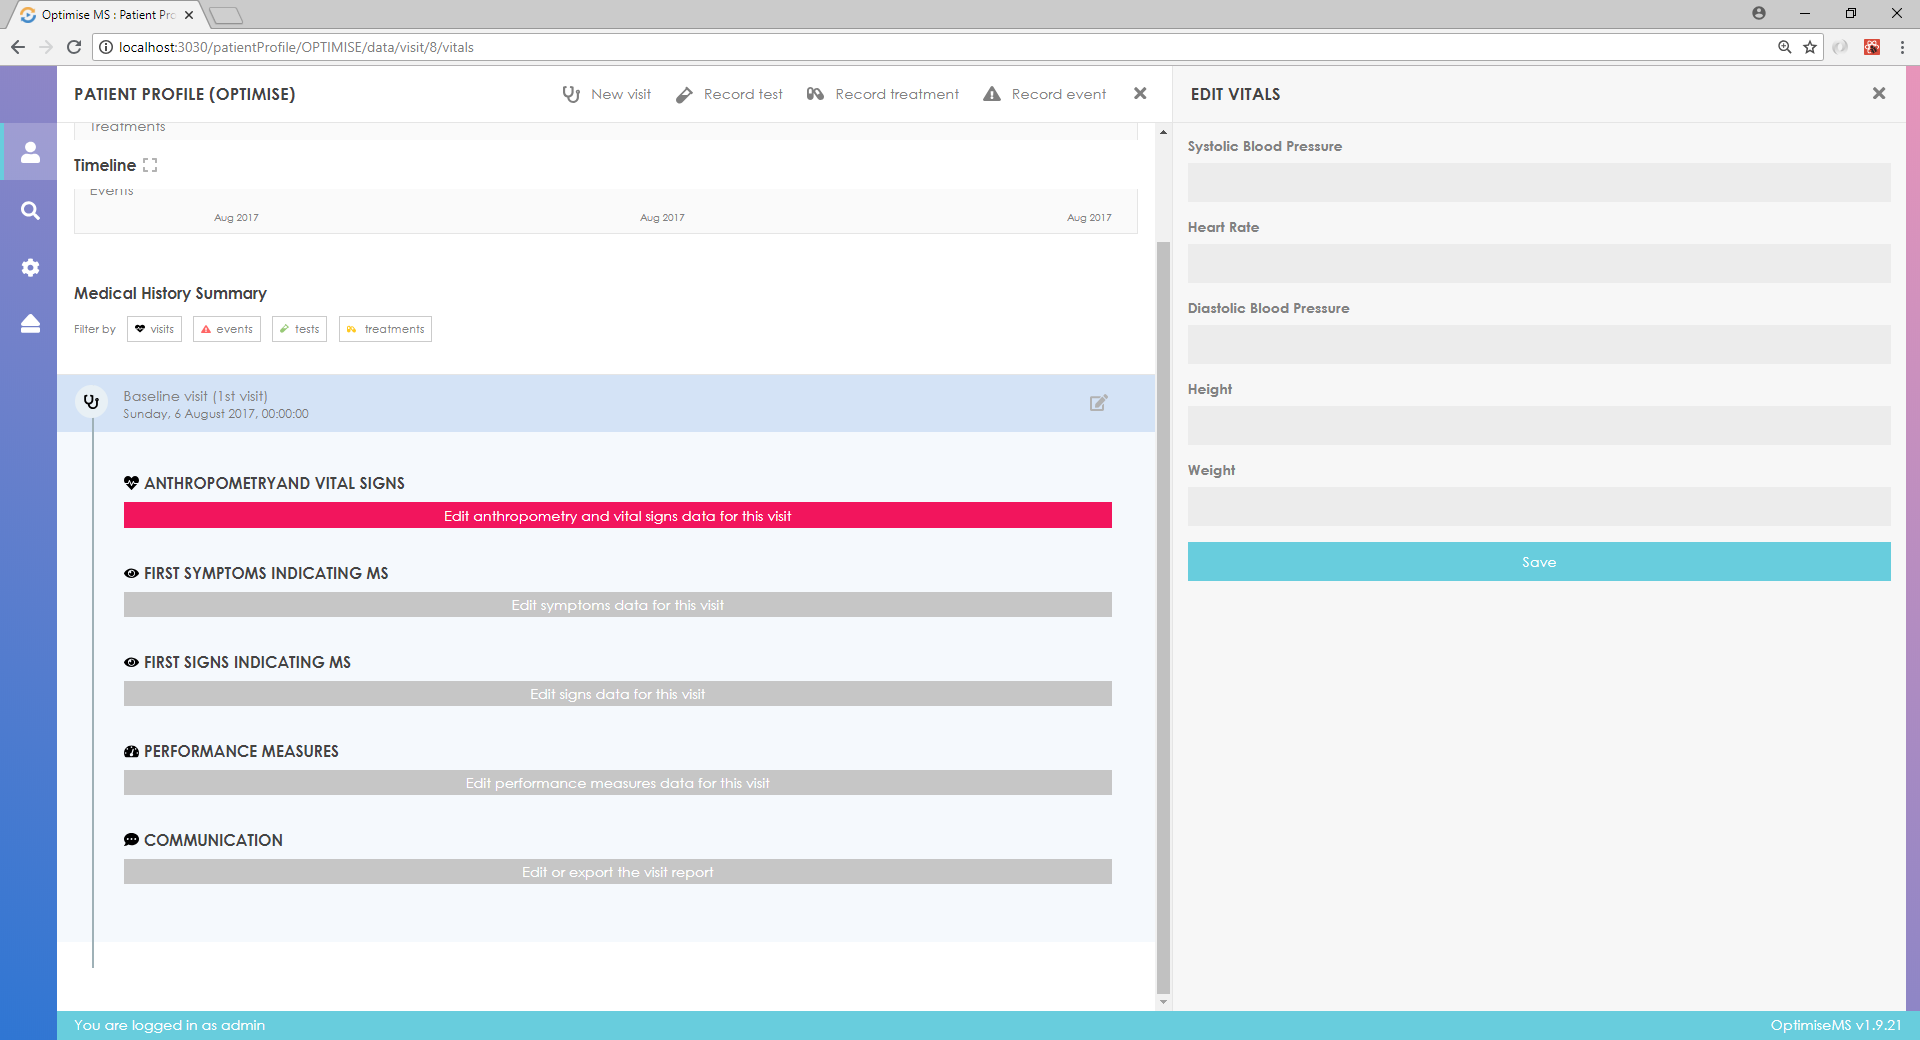 Optimise MS : Patient Pro
localhost:3030/patientProfile/OPTIMISE/data/visit/8/vitals
PATIENT PROFILE (OPTIMISE)
New visit
Record test
Record treatment
Record event
Treatments
Timeline
Events
Aug 2017
Aug 2017
Aug 2017
Medical History Summary
Filter by
visits
events
tests
treatments
Baseline visit (1st visit)
Sunday, 6 August 2017, 00:00:00
ANTHROPOMETRYAND VITAL SIGNS
Edit anthropometry and vital signs data for this visit
FIRST SYMPTOMS INDICATING MS
Edit symptoms data for this visit
FIRST SIGNS INDICATING MS
Edit signs data for this visit
PERFORMANCE MEASURES
Edit performance measures data for this visit
COMMUNICATION
Edit or export the visit report
EDIT VITALS
Systolic Blood Pressure
Heart Rate
Diastolic Blood Pressure
Height
Weight
Save
You are logged in as admin
OptimiseMS v1.9.21